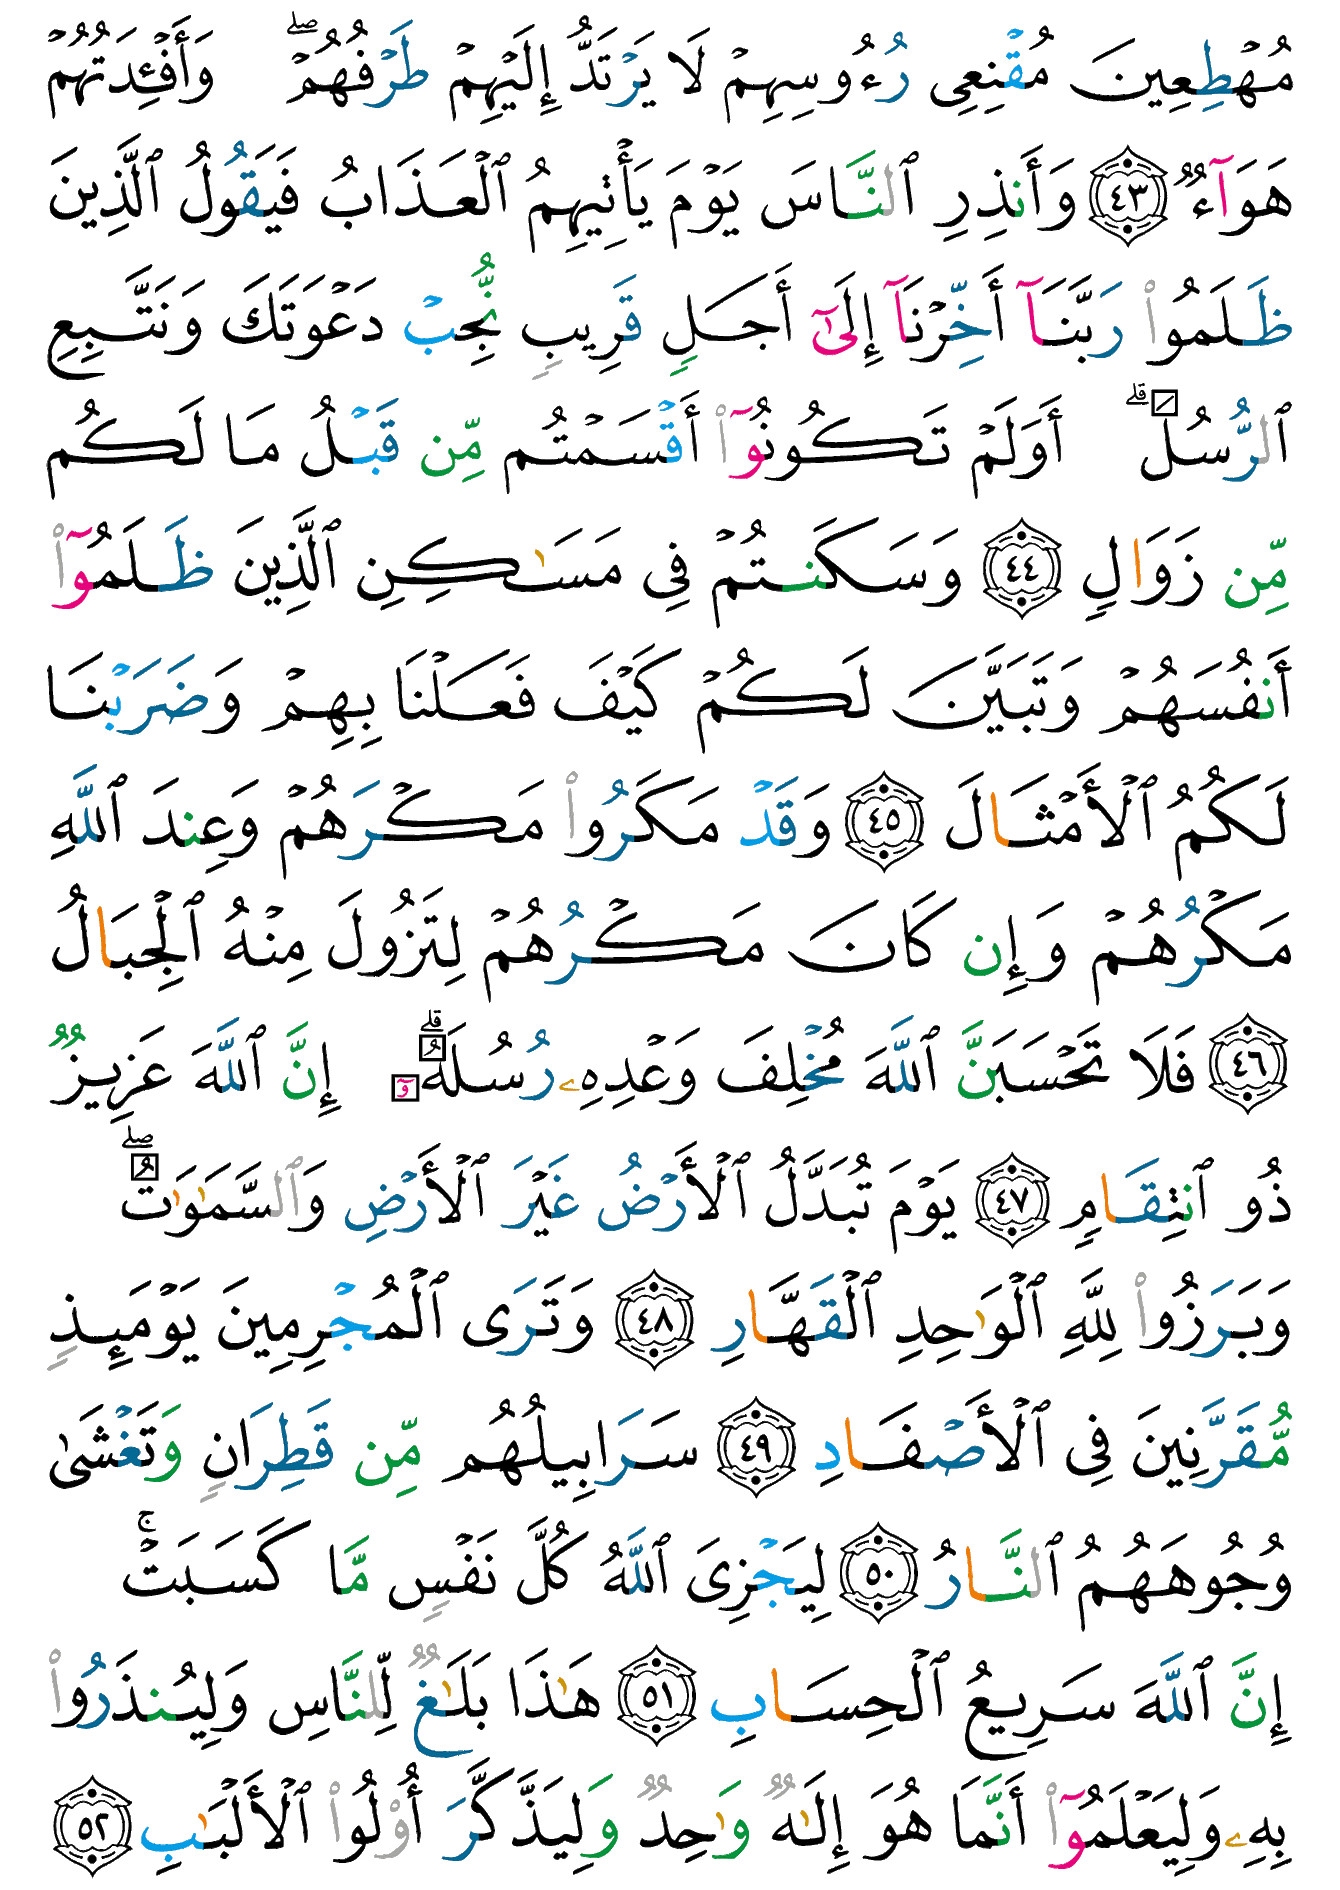 مُهۡطِعِينَ مُقۡنِعِي رُءُوسِهِمۡ لَا يَرۡتَدُّ إِلَيۡهِمۡ طَرۡفُهُمۡۖ وَأَفۡـِٔدَتُهُمۡ
هَوَآءٞ ٤٣ وَأَنذِرِ ٱلنَّاسَ يَوۡمَ يَأۡتِيهِمُ ٱلۡعَذَابُ فَيَقُولُ ٱلَّذِينَ
ظَلَمُواْ رَبَّنَآ أَخِّرۡنَآ إِلَىٰٓ أَجَلٖ قَرِيبٖ نُّجِبۡ دَعۡوَتَكَ وَنَتَّبِعِ
ٱلرُّسُلَۗ أَوَلَمۡ تَكُونُوٓاْ أَقۡسَمۡتُم مِّن قَبۡلُ مَا لَكُم
مِّن زَوَالٖ ٤٤ وَسَكَنتُمۡ فِي مَسَٰكِنِ ٱلَّذِينَ ظَلَمُوٓاْ
أَنفُسَهُمۡ وَتَبَيَّنَ لَكُمۡ كَيۡفَ فَعَلۡنَا بِهِمۡ وَضَرَبۡنَا
لَكُمُ ٱلۡأَمۡثَالَ ٤٥ وَقَدۡ مَكَرُواْ مَكۡرَهُمۡ وَعِندَ ٱللَّهِ
مَكۡرُهُمۡ وَإِن كَانَ مَكۡرُهُمۡ لِتَزُولَ مِنۡهُ ٱلۡجِبَالُ
٤٦ فَلَا تَحۡسَبَنَّ ٱللَّهَ مُخۡلِفَ وَعۡدِهِۦ رُسُلَهُۥٓۗ إِنَّ ٱللَّهَ عَزِيزٞ
ذُو ٱنتِقَامٖ ٤٧ يَوۡمَ تُبَدَّلُ ٱلۡأَرۡضُ غَيۡرَ ٱلۡأَرۡضِ وَٱلسَّمَٰوَٰتُۖ
وَبَرَزُواْ لِلَّهِ ٱلۡوَٰحِدِ ٱلۡقَهَّارِ ٤٨ وَتَرَى ٱلۡمُجۡرِمِينَ يَوۡمَئِذٖ
مُّقَرَّنِينَ فِي ٱلۡأَصۡفَادِ ٤٩ سَرَابِيلُهُم مِّن قَطِرَانٖ وَتَغۡشَىٰ
وُجُوهَهُمُ ٱلنَّارُ ٥٠ لِيَجۡزِيَ ٱللَّهُ كُلَّ نَفۡسٖ مَّا كَسَبَتۡۚ
إِنَّ ٱللَّهَ سَرِيعُ ٱلۡحِسَابِ ٥١ هَٰذَا بَلَٰغٞ لِّلنَّاسِ وَلِيُنذَرُواْ
بِهِۦ وَلِيَعۡلَمُوٓاْ أَنَّمَا هُوَ إِلَٰهٞ وَٰحِدٞ وَلِيَذَّكَّرَ أُوْلُواْ ٱلۡأَلۡبَٰبِ ٥٢